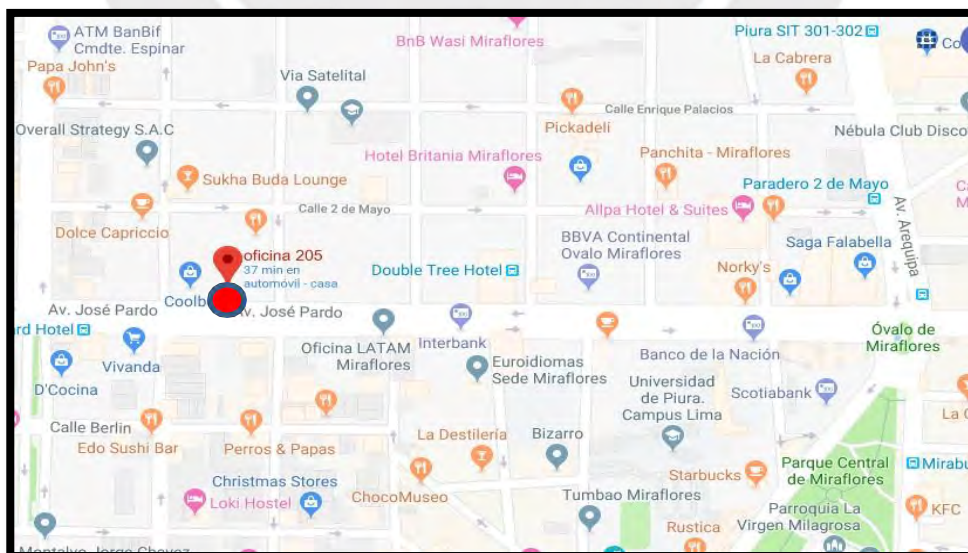 ATM BanBif
Cmdte. Espinar
BnB Wasi Miraflores
Piura SIT 301-302
Co
Papa John's
Via Satelital
La Cabrera
Calle Enrique Palacios
Overall Strategy S.A.C
Pickadeli
Nébula Club Disco
Hotel Britania Miraflores
Panchita - Miraflores
Sukha Buda Lounge
Paradero 2 de Mayo
Calle 2 de Mayo
Allpa Hotel & Suites
Av. Arequipa
Dolce Capriccio
BBVA Continental
Ovalo Miraflores
Saga Falabella
oficina 205
37 min en
automóvil - casa
Double Tree Hotel
Norky's
Coolb
Av. José Pardo
Av. José Pardo
rd Hotel
Interbank
Óvalo de
Miraflores
Vivanda
Oficina LATAM
Miraflores
Euroidiomas
Sede Miraflores
Banco de la Nación
D'Cocina
Universidad
de Piura.
Campus Lima
Scotiabank
Calle Berlin
La Destilería
Bizarro
Edo Sushi Bar
Perros & Papas
Starbucks
Parque Central
de Miraflores
Mirabu
Christmas Stores
Loki Hostel
ChocoMuseo
Tumbao Miraflores
Parroquia La
Virgen Milagrosa
KFC
Rustica